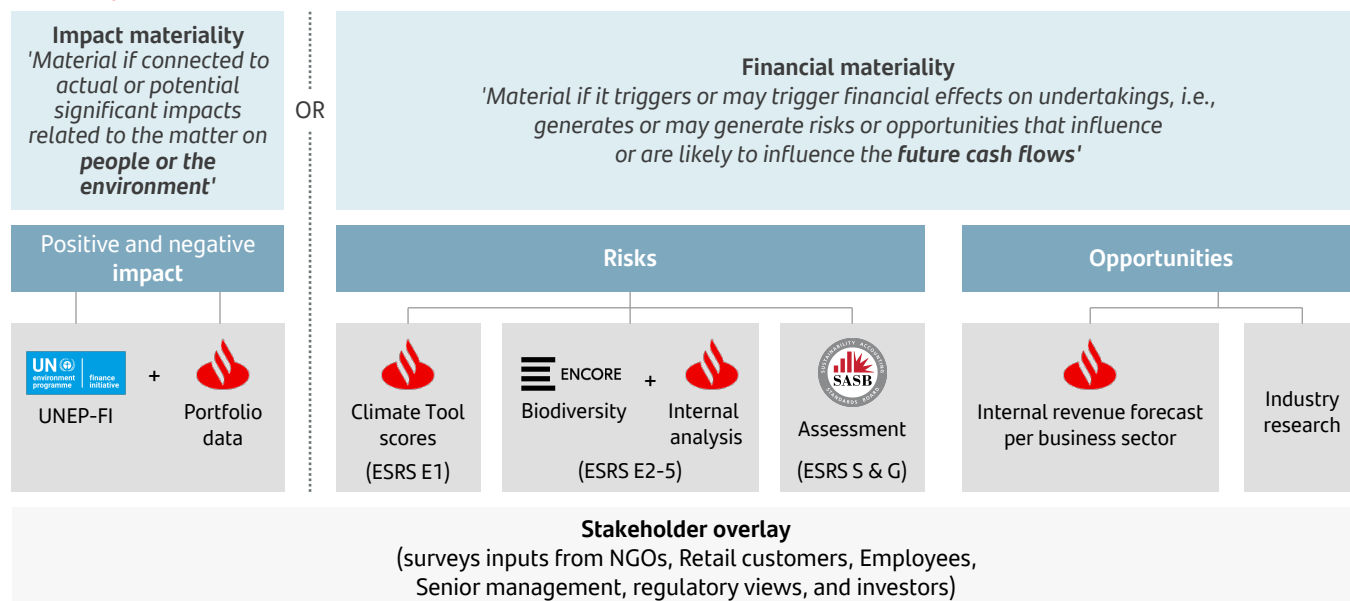 Impact materiality
'Material if connected to
actual or potential
significant impacts
related to the matter on
people or the
environment'
OR
Financial materiality
'Material if it triggers or may trigger financial effects on undertakings, i.e.,
generates or may generate risks or opportunities that influence
or are likely to influence the future cash flows'
Positive and negative
impact
Risks
Opportunities
UN
environment
programme
finance
initiative
UNEP-FI
+
Portfolio
data
Climate Tool
scores
(ESRS E1)
ENCORE
Biodiversity
+
Internal
analysis
(ESRS E2-5)
SUSTAINABILITY ACCOUNTING
SASB
STANDARDS BOARD
Assessment
(ESRS S & G)
Internal revenue forecast
per business sector
Industry
research
Stakeholder overlay
(surveys inputs from NGOs, Retail customers, Employees,
Senior management, regulatory views, and investors)